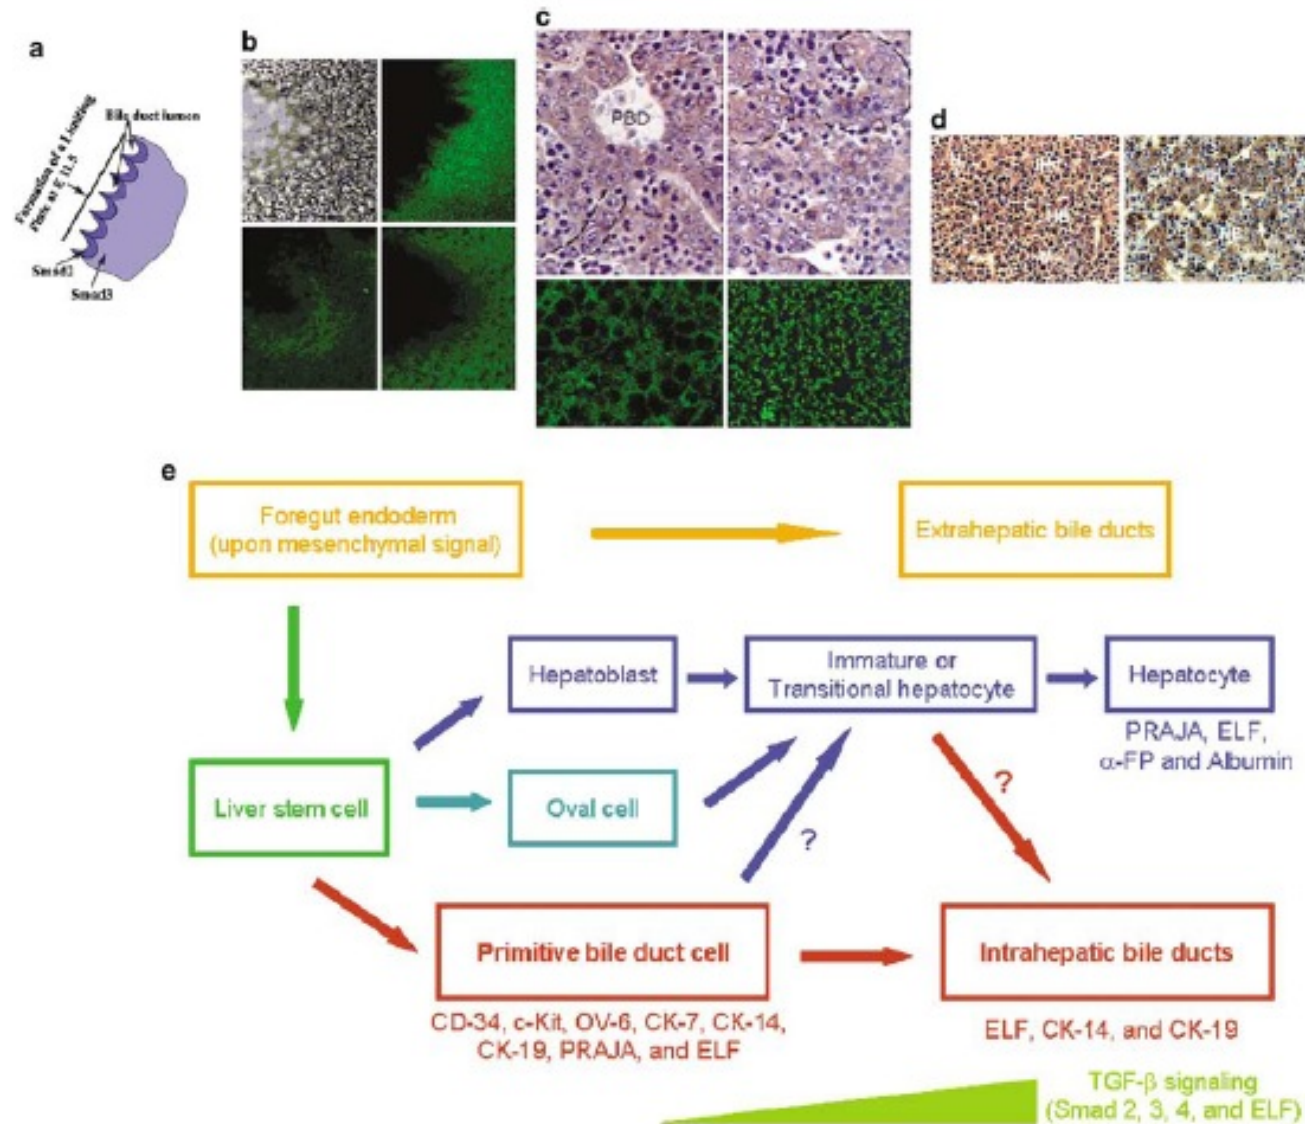 a
b
c
d
Formation of a Limiting
Plate at E 11.5
Bile duct lumen
Smad2
Smad3
PBD
e
Foregut endoderm
(upon mesenchymal signal)
Extrahepatic bile ducts
Hepatoblast
Immature or
Transitional hepatocyte
Hepatocyte
PRAJA, ELF,
α-FP and Albumin
Liver stem cell
Oval cell
?
?
Primitive bile duct cell
Intrahepatic bile ducts
CD-34, c-Kit, OV-6, CK-7, CK-14,
CK-19, PRAJA, and ELF
ELF, CK-14, and CK-19
TGF-β signaling
(Smad 2, 3, 4, and ELF)